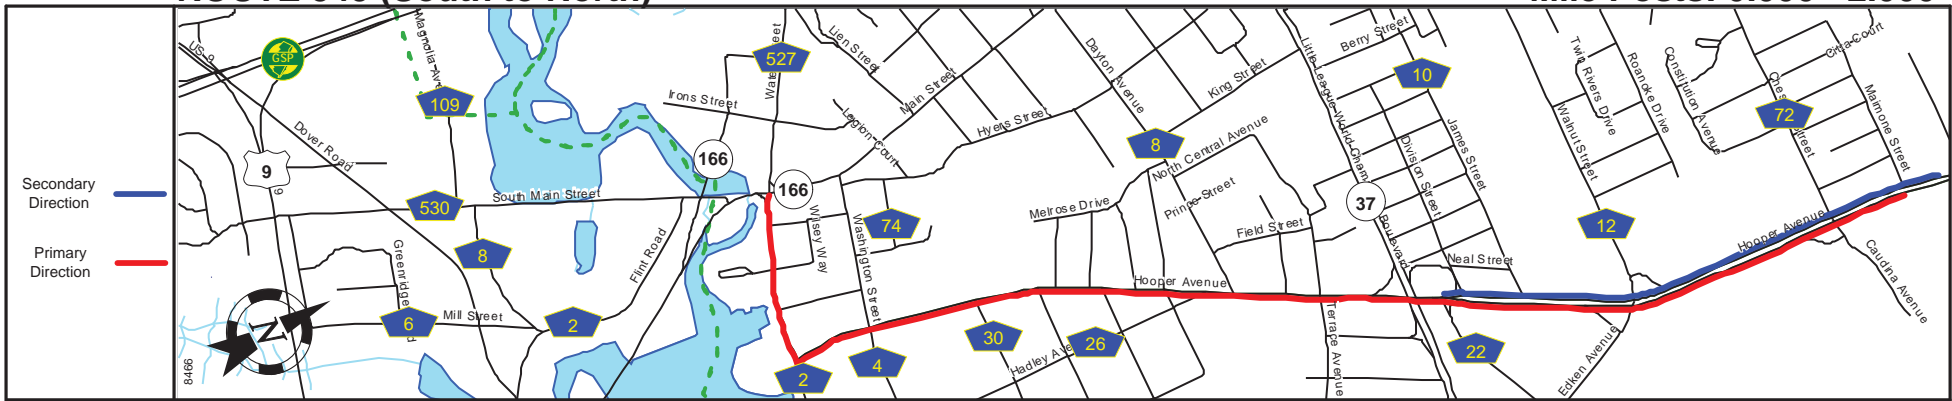 Secondary
Direction
Primary
Direction
US-9
GSP
Magnolia Ave
109
Dover Road
9
9
530
South Main Street
8
Greenridge
6
Mill Street
2
Flint Road
8466
N
527
Irons Street
166
166
Lien Street
Main Street
Legion Court
Hyers Street
Wilsey Way
Washington Street
74
4
2
Dayton Avenue
King Street
8
North Central Avenue
Melrose Drive
Prince Street
Field Street
Hooper Avenue
30
26
Hadley Ave
Little League World Cham
Boulevard
Berry Street
10
37
Division Street
James Street
Neal Street
Terrace Avenue
22
Edken Avenue
Twin Rivers Drive
Roanoke Drive
Walnut Street
12
Constitution Avenue
72
Citta Court
Maimone Street
Hooper Avenue
Caudina Avenue